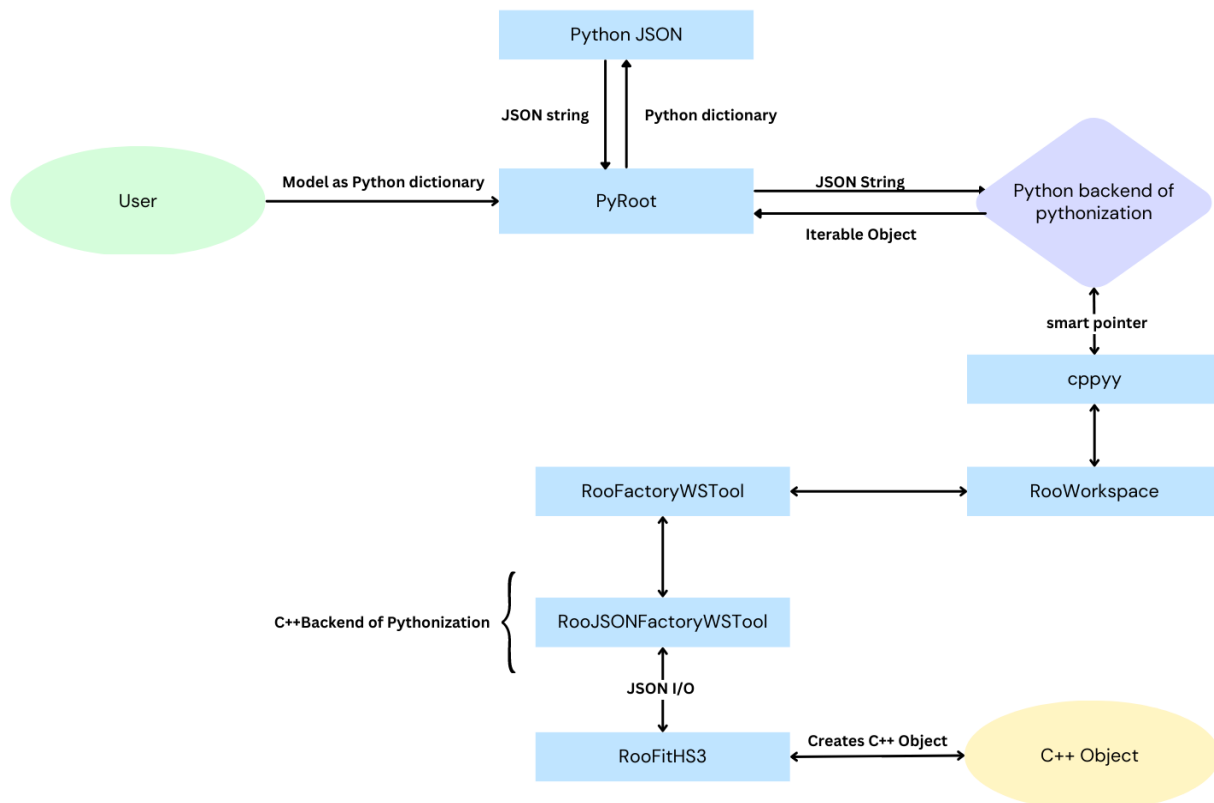 Python JSON
JSON string
Python dictionary
Model as Python dictionary
User
PyRoot
JSON String
Python backend of
pythonization
Iterable Object
smart pointer
cppyy
RooFactoryWSTool
RooWorkspace
C++Backend of Pythonization
RooJSONFactoryWSTool
JSON I/O
RooFitHS3
Creates C++ Object
C++ Object